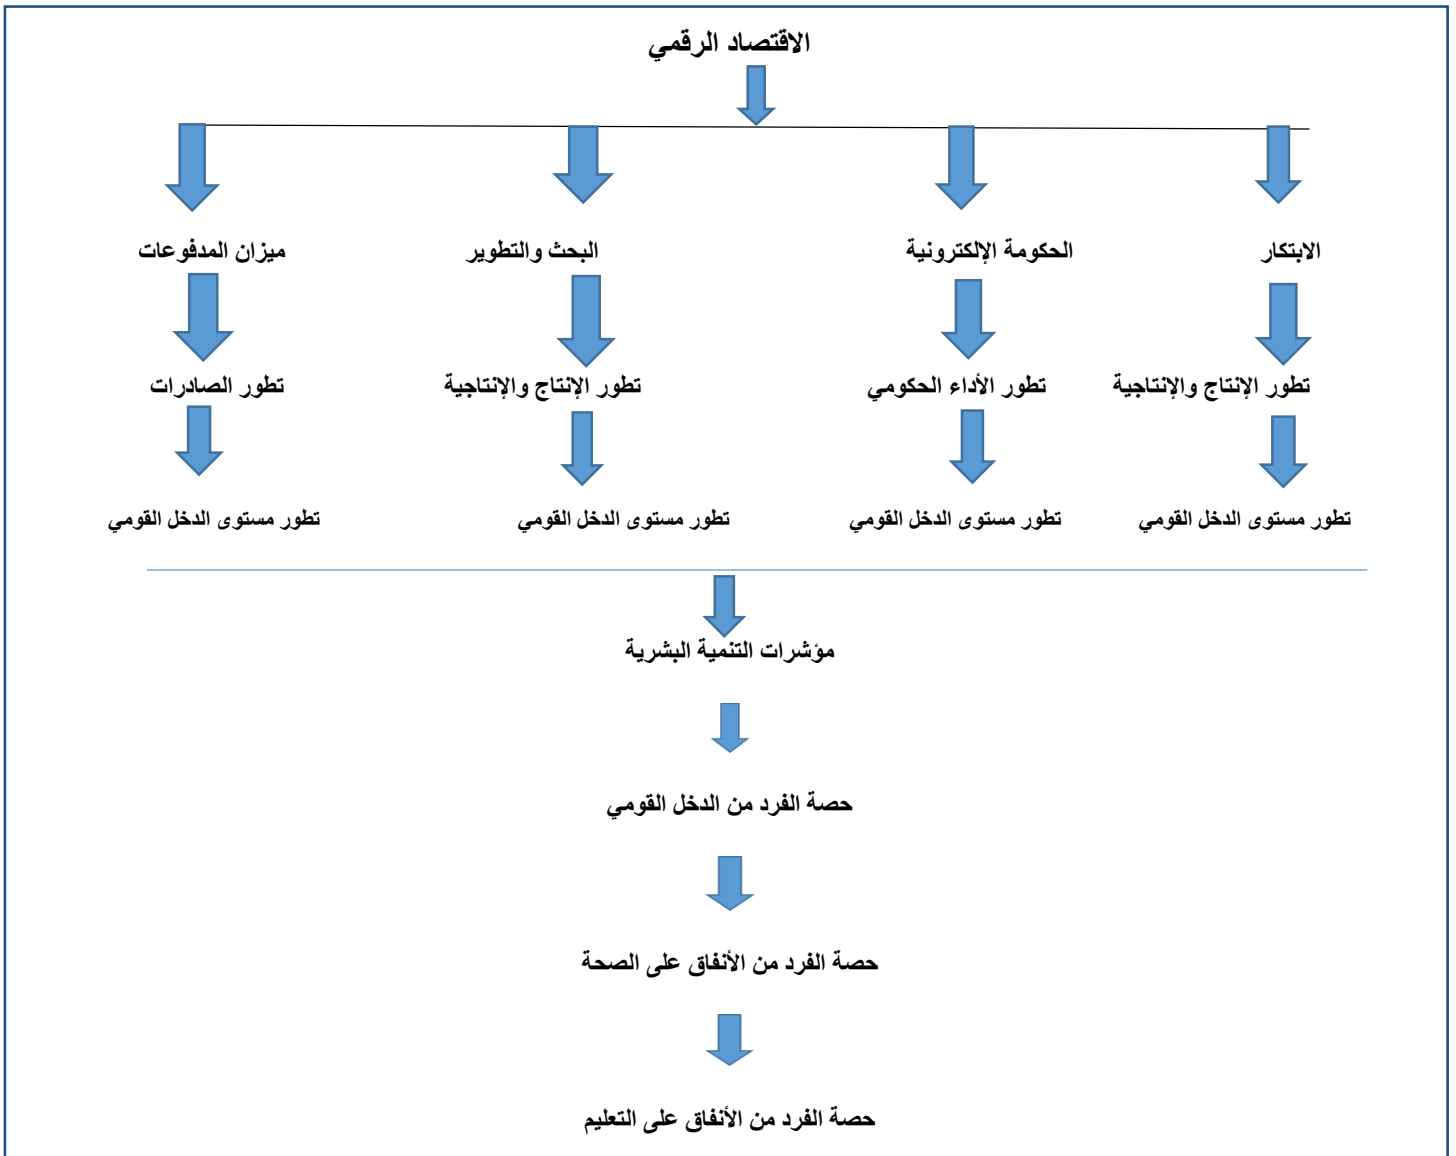 الاقتصاد الرقمي
الابتكار
الحكومة الإلكترونية
البحث والتطوير
ميزان المدفوعات
تطور الإنتاج والإنتاجية
تطور الأداء الحكومي
تطور الإنتاج والإنتاجية
تطور الصادرات
تطور مستوى الدخل القومي
تطور مستوى الدخل القومي
تطور مستوى الدخل القومي
تطور مستوى الدخل القومي
مؤشرات التنمية البشرية
حصة الفرد من الدخل القومي
حصة الفرد من الأنفاق على الصحة
حصة الفرد من الأنفاق على التعليم